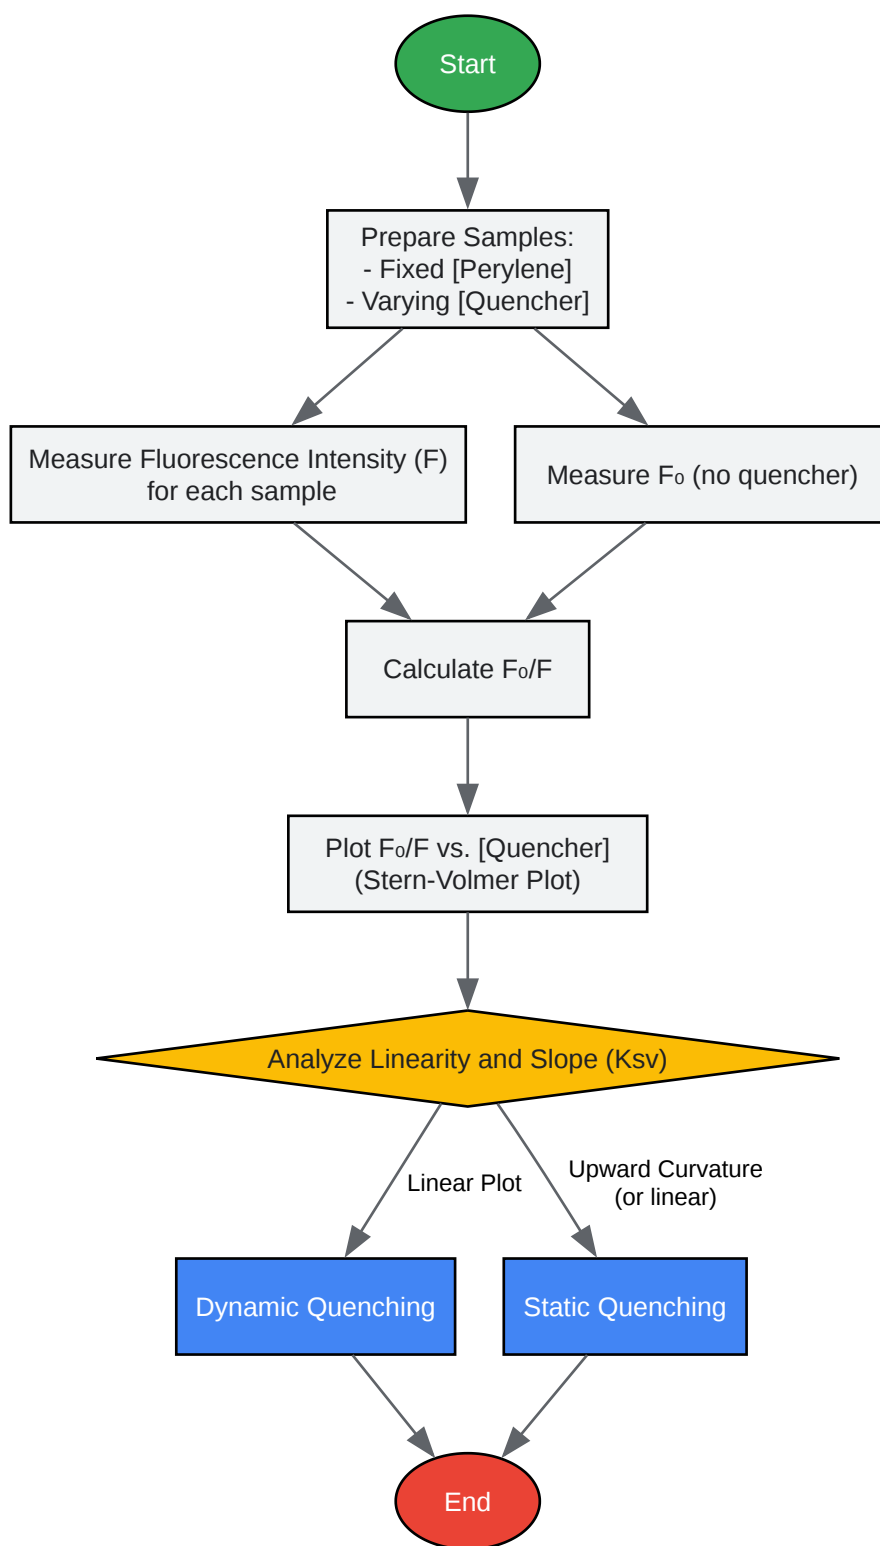 Start
Prepare Samples:
- Fixed [Perylene]
- Varying [Quencher]
Measure Fluorescence Intensity (F)
for each sample
Measure F₀ (no quencher)
Calculate F₀/F
Plot F₀/F vs. [Quencher]
(Stern-Volmer Plot)
Analyze Linearity and Slope (Ksv)
Linear Plot
Upward Curvature
(or linear)
Dynamic Quenching
Static Quenching
End